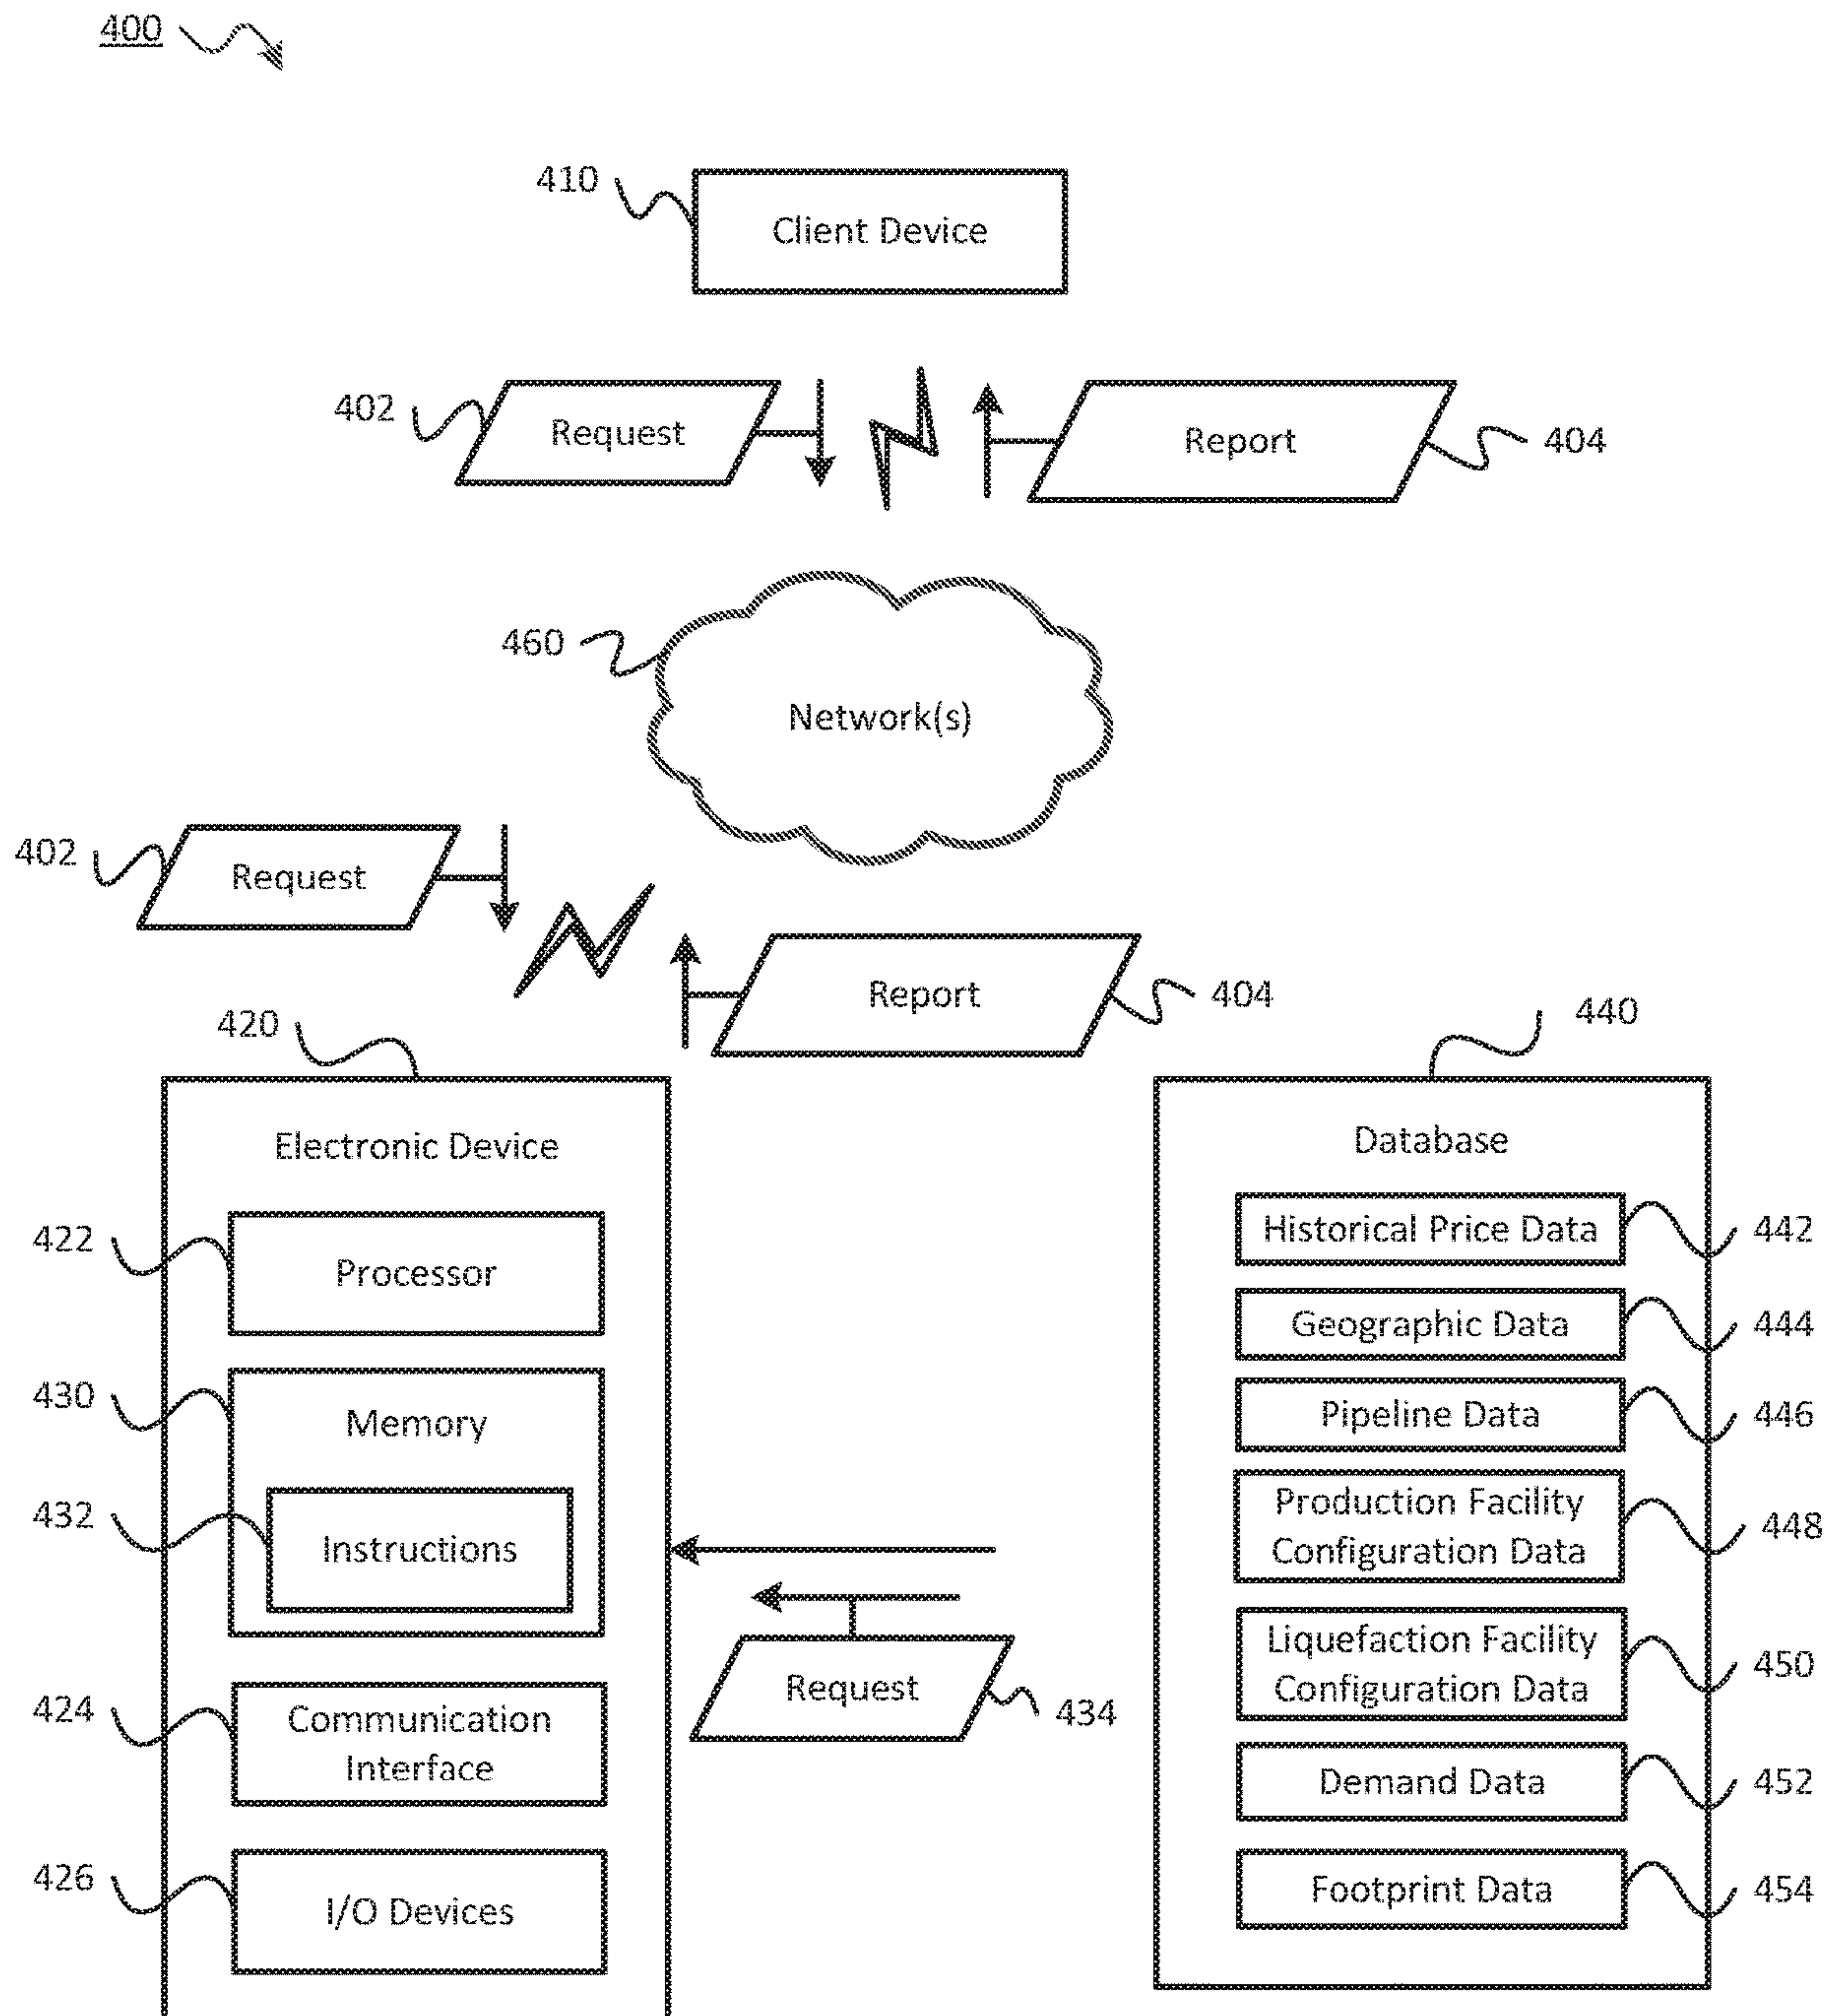 400
410
Client Device
402
Request
Report
404
460
Network(s)
402
Request
Report
404
420
440
Electronic Device
Database
422
Processor
Historical Price Data
442
Geographic Data
444
430
Memory
Pipeline Data
446
432
Instructions
Production Facility
Configuration Data
448
Request
434
Liquefaction Facility
Configuration Data
450
424
Communication
Interface
Demand Data
452
426
I/O Devices
Footprint Data
454